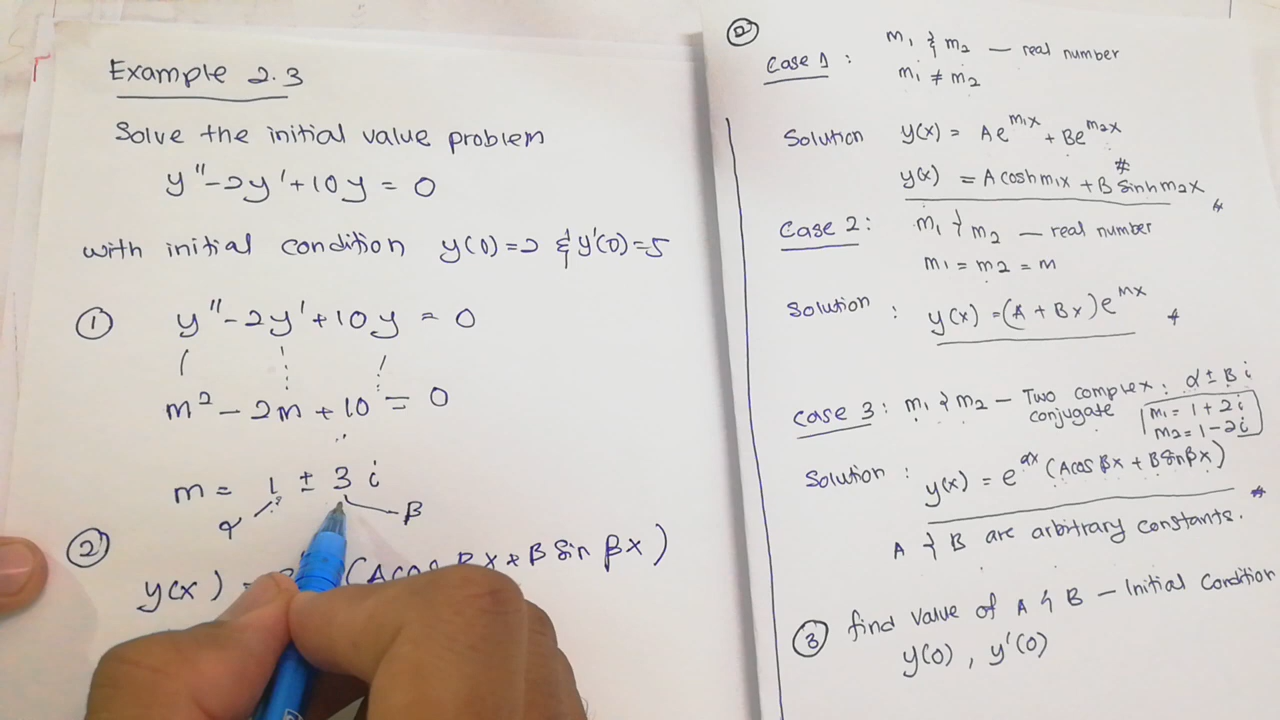 Example 2.3
Solve the initial value problem
y" - 2y' + 10y = 0
with initial condition y(0)=2 & y'(0)=5
① y" - 2y' + 10y = 0
m² - 2m + 10 = 0
m = 1 ± 3 i
α β
②
y(x) = (Acos βx + B sin βx)
②
Case 1: m₁ & m₂ — real number
m₁ ≠ m₂
Solution y(x) = Ae^m₁x + Be^m₂x
y(x) = A cosh m₁x + B sinh m₂x
Case 2: m₁ & m₂ — real number
m₁ = m₂ = m
Solution : y(x) = (A + Bx) e^mx
Case 3: m₁ & m₂ — Two complex: α ± β i
conjugate
m₁ = 1 + 2i
m₂ = 1 - 2i
Solution : y(x) = e^αx (Acos βx + B sin βx)
A & B are arbitrary constants.
③ find value of A & B — Initial Condition
y(0), y'(0)